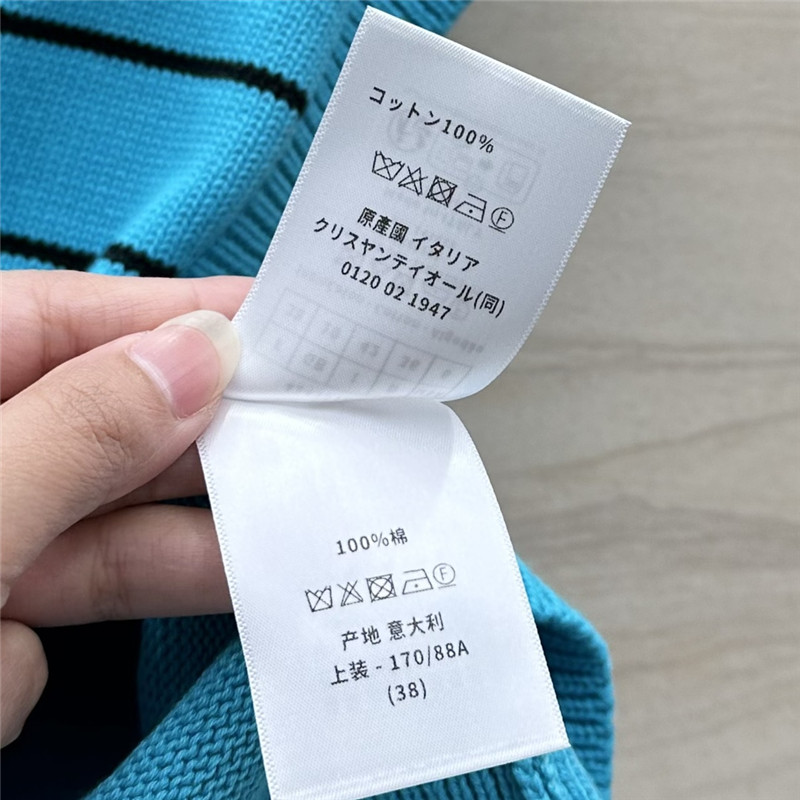 コットン100%
F
原產國 イタリア
クリスヤンテイオール(同)
0120 02 1947
100%棉
F
产地 意大利
上装 - 170/88A
(38)